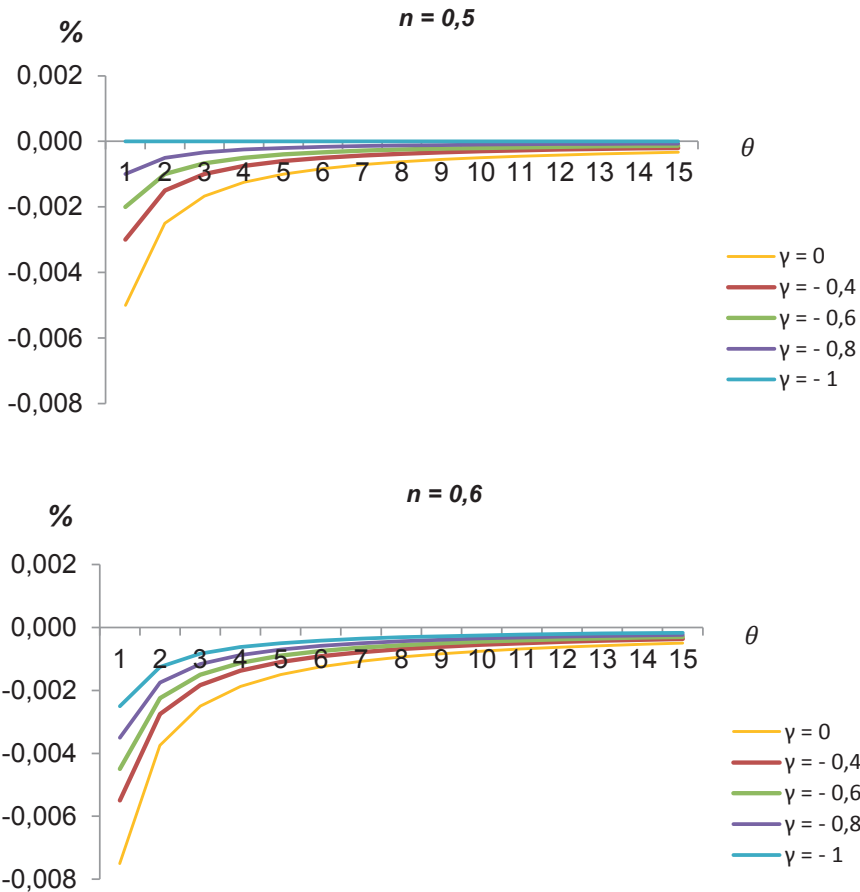 n = 0,5
%
0,002
0,000
θ
1 2 3 4 5 6 7 8 9 10 11 12 13 14 15
-0,002
-0,004
-0,006
-0,008
γ = 0
γ = - 0,4
γ = - 0,6
γ = - 0,8
γ = - 1
n = 0,6
%
0,002
0,000
θ
1 2 3 4 5 6 7 8 9 10 11 12 13 14 15
-0,002
-0,004
-0,006
-0,008
γ = 0
γ = - 0,4
γ = - 0,6
γ = - 0,8
γ = - 1